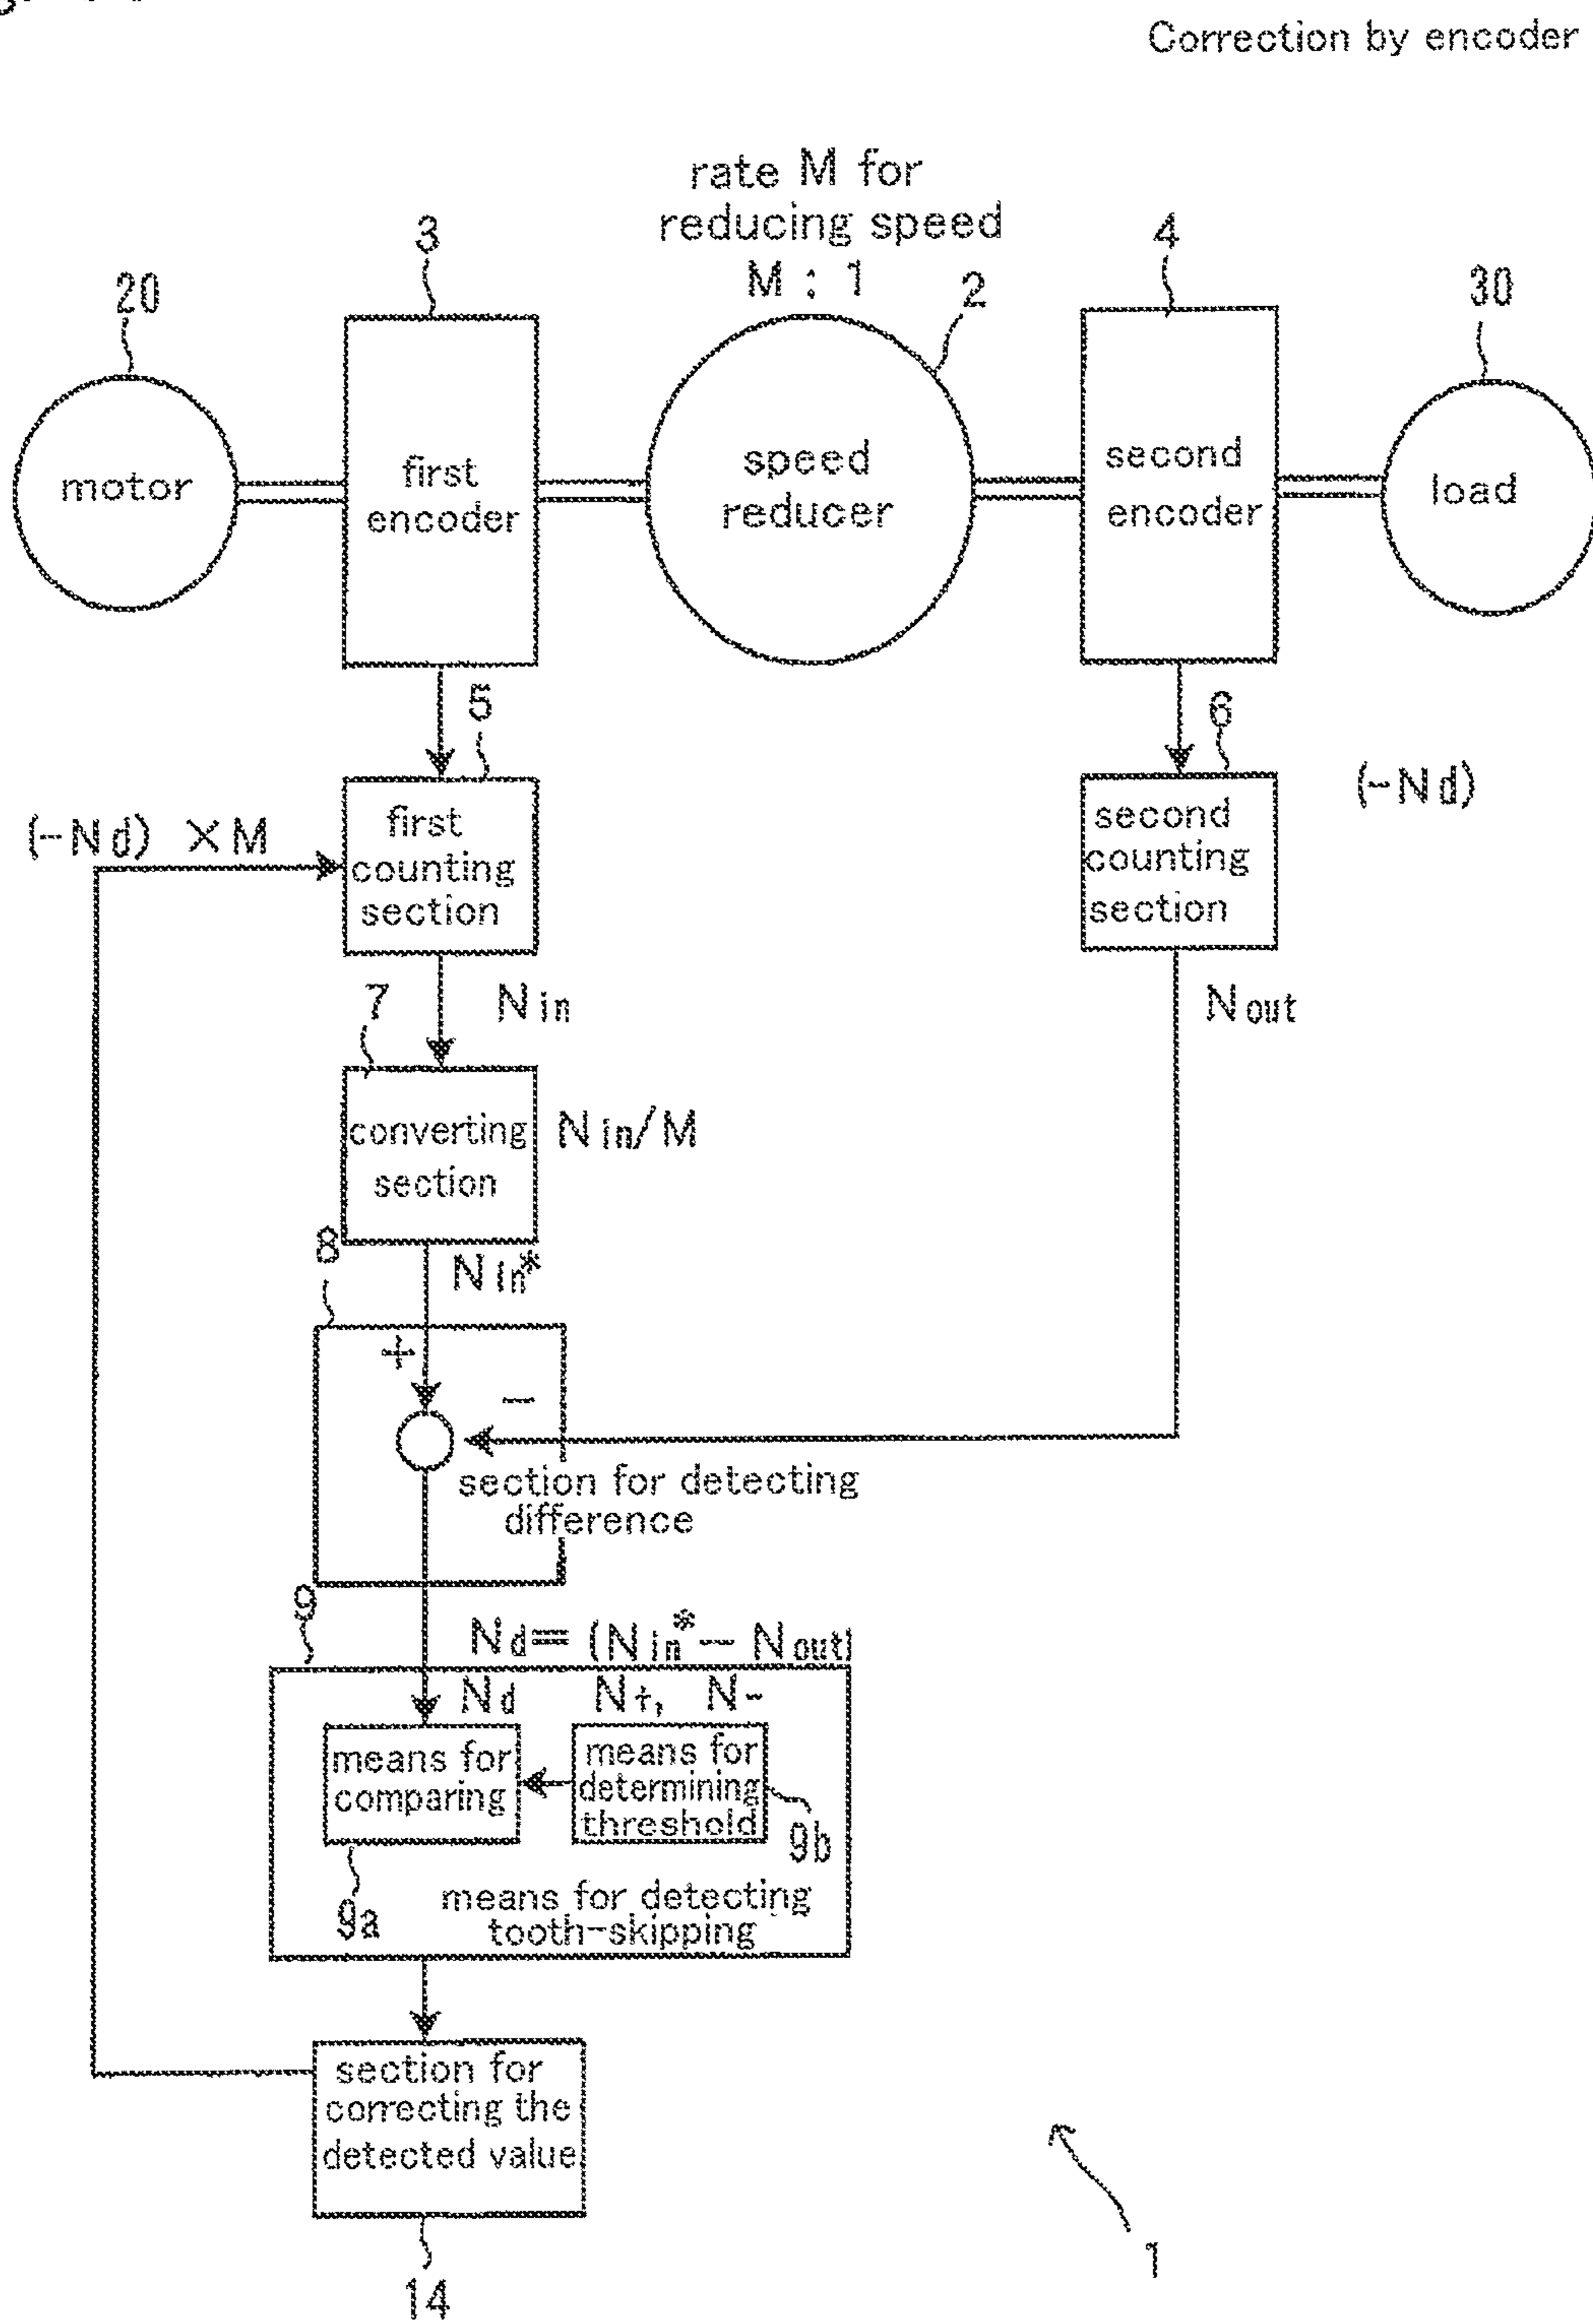 Correction by encoder
rate M for
reducing speed
M : 1
3
4
20
2
30
motor
first
encoder
speed
reducer
second
encoder
load
5
6
(-Nd) ×M
first
counting
section
second
counting
section
(-Nd)
7
Nin
Nout
converting
section
Nin/M
8
Nin*
+
-
section for detecting
difference
9
Nd= (Nin*- Nout)
Nd
N+, N-
means for
comparing
means for
determining
threshold
9a
9b
means for detecting
tooth-skipping
section for
correcting the
detected value
14
1